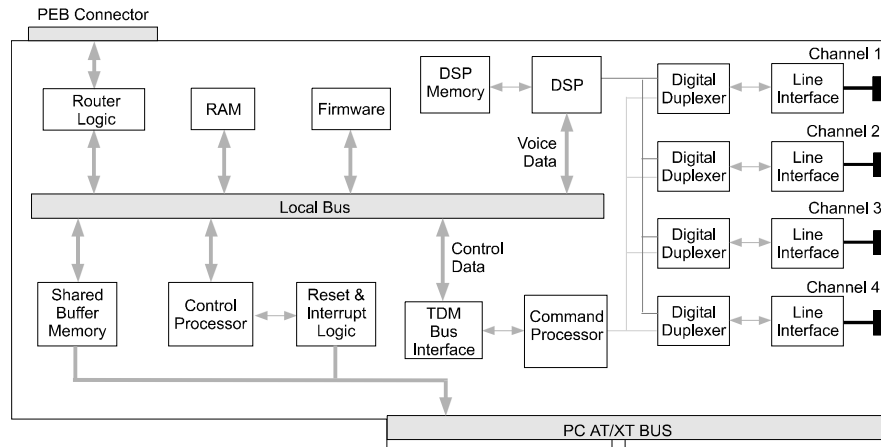 PEB Connector
Channel 1
Router
Logic
RAM
Firmware
DSP
Memory
DSP
Digital
Duplexer
Line
Interface
Voice
Data
Channel 2
Digital
Duplexer
Line
Interface
Local Bus
Channel 3
Digital
Duplexer
Line
Interface
Control
Data
Channel 4
Shared
Buffer
Memory
Control
Processor
Reset &
Interrupt
Logic
TDM
Bus
Interface
Command
Processor
Digital
Duplexer
Line
Interface
PC AT/XT BUS